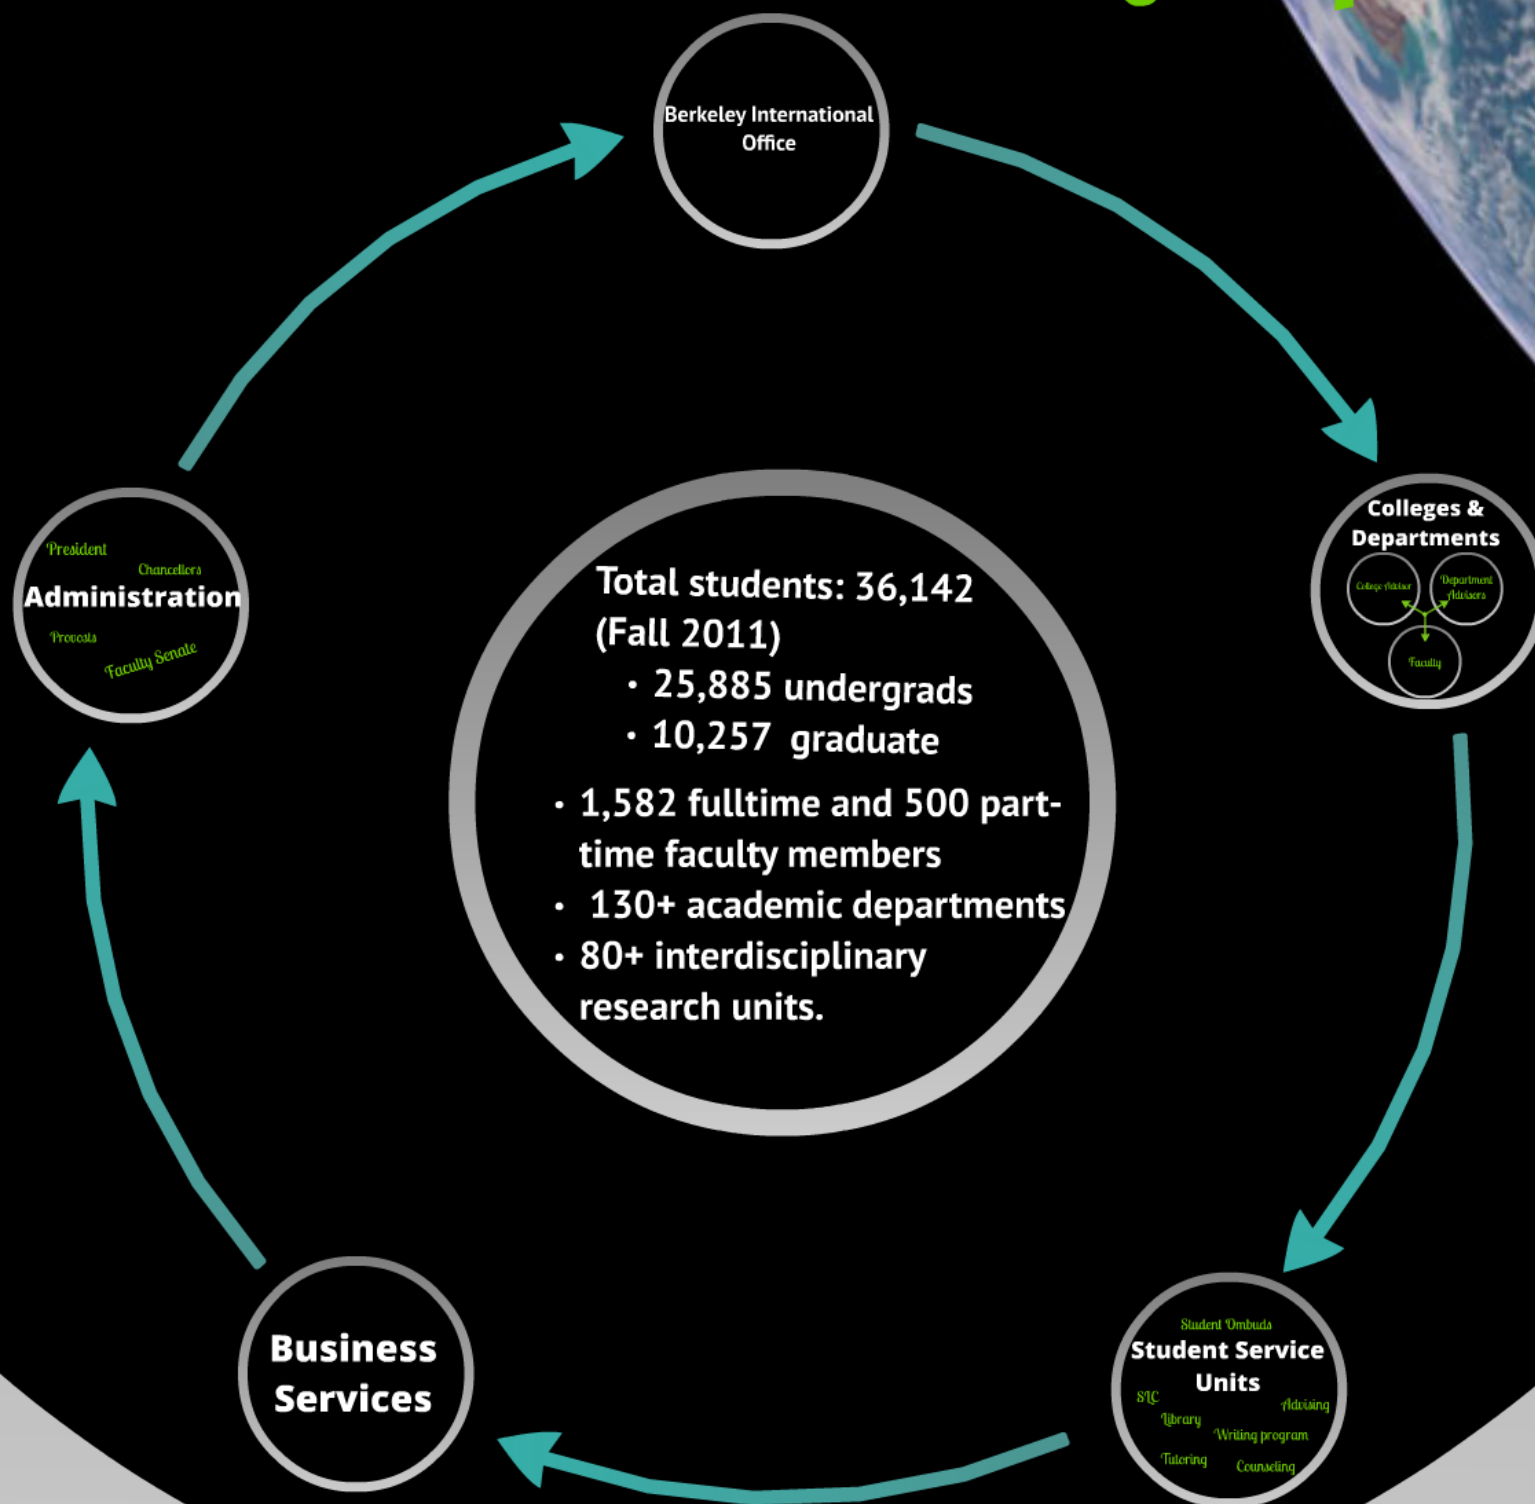 Berkeley International
Office
Colleges &
Departments
College Advisor
Department
Advisors
Faculty
Student Ombuds
Student Service
Units
SLC
Advising
Library
Writing program
Tutoring
Counseling
Business
Services
President
Chancellors
Administration
Provosts
Faculty Senate
Total students: 36,142
(Fall 2011)
· 25,885 undergrads
· 10,257 graduate
· 1,582 fulltime and 500 part-
time faculty members
· 130+ academic departments
· 80+ interdisciplinary
research units.